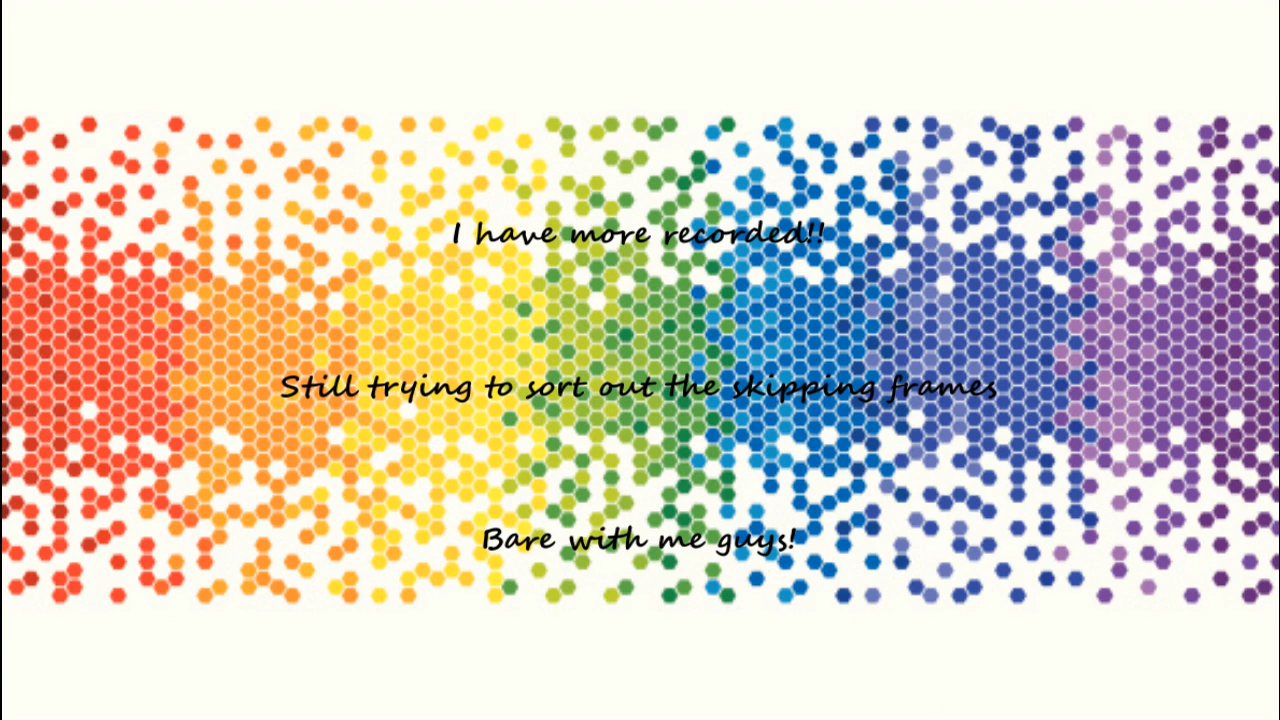 I have more recorded!!
Still trying to sort out the skipping frames
Bare with me guys!